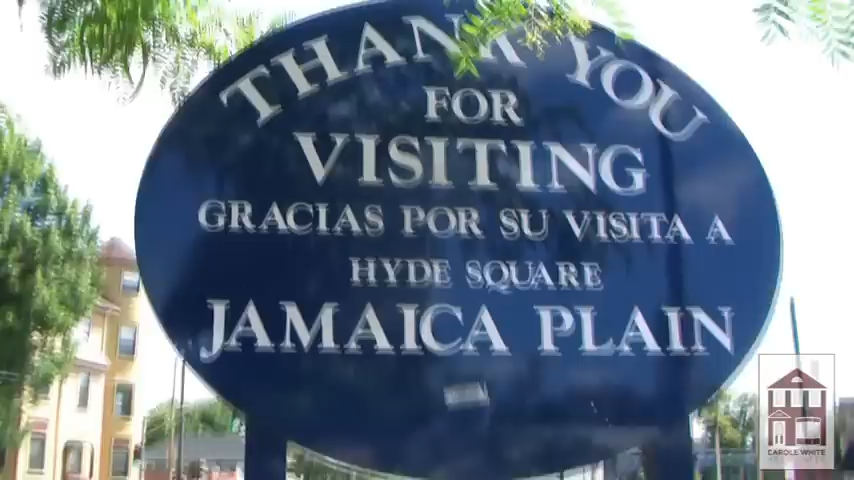 THANK YOU
FOR
VISITING
GRACIAS POR SU VISITA A
HYDE SQUARE
JAMAICA PLAIN
CAROLE WHITE